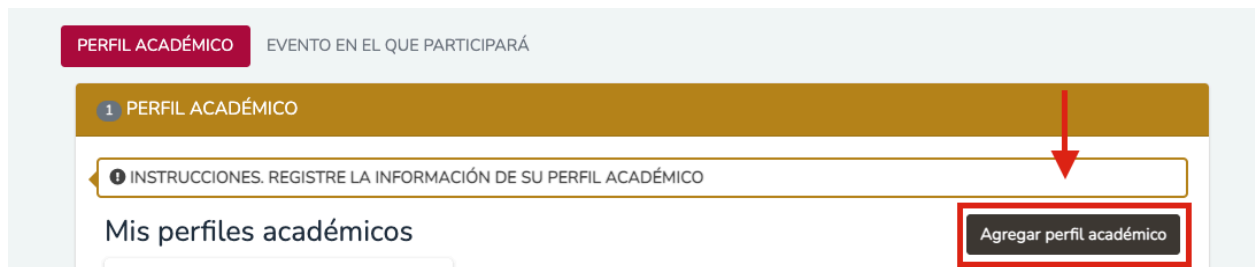 PERFIL ACADÉMICO EVENTO EN EL QUE PARTICIPARÁ
1 PERFIL ACADÉMICO
INSTRUCCIONES. REGISTRE LA INFORMACIÓN DE SU PERFIL ACADÉMICO
Mis perfiles académicos Agregar perfil académico